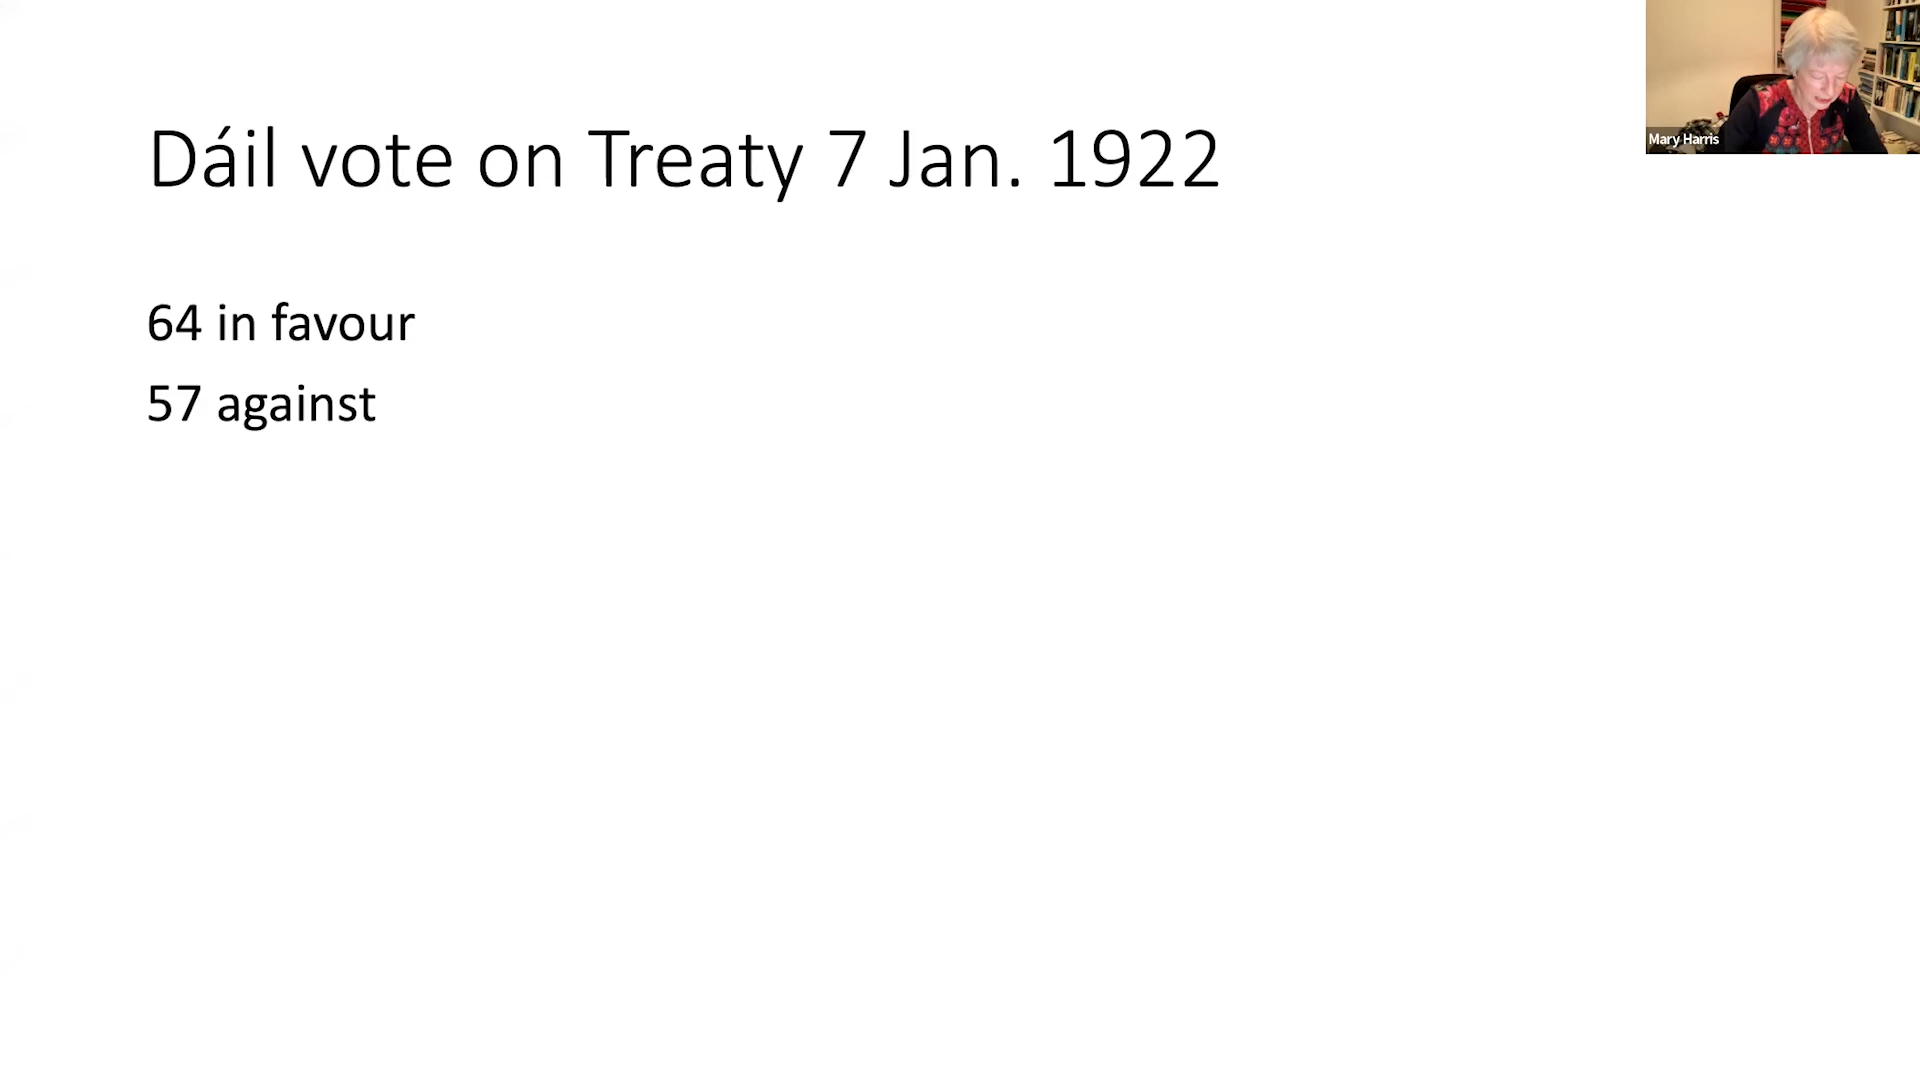 Dáil vote on Treaty 7 Jan. 1922
64 in favour
57 against
Mary Harris